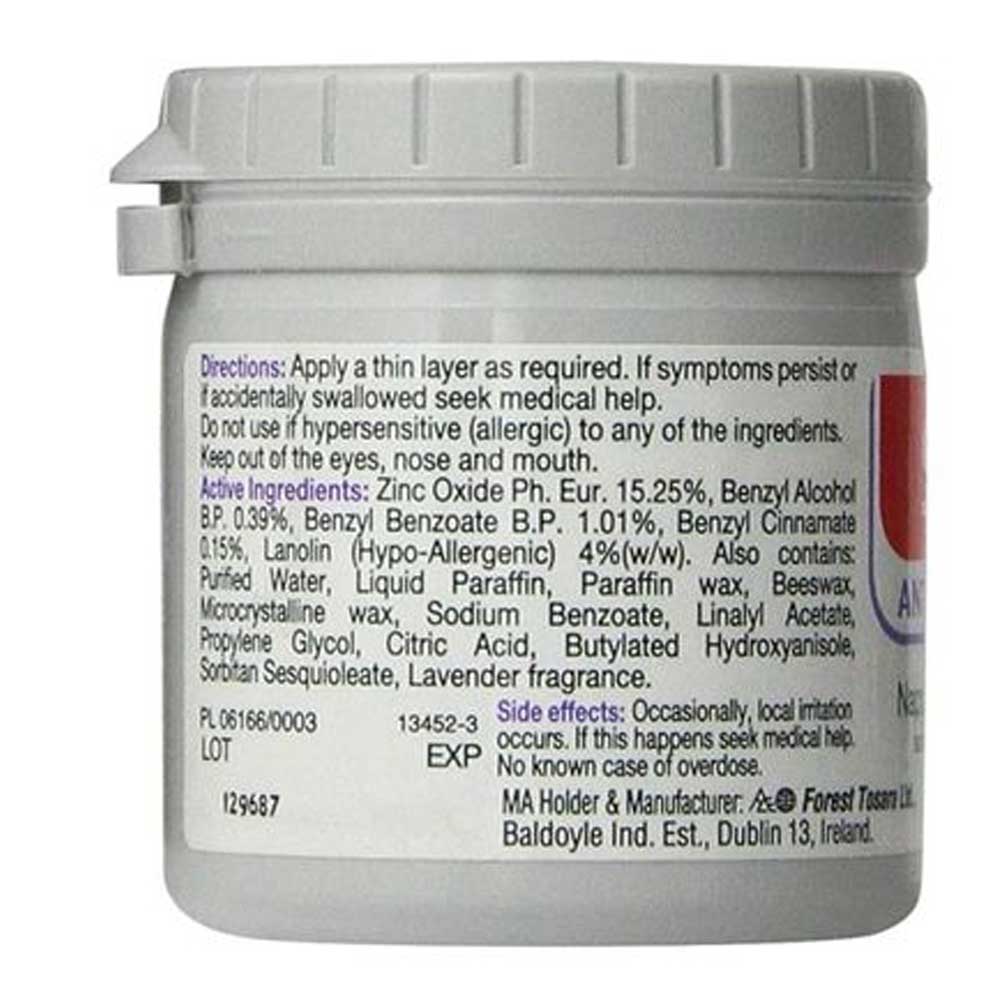 Directions: Apply a thin layer as required. If symptoms persist or
if accidentally swallowed seek medical help.
Do not use if hypersensitive (allergic) to any of the ingredients.
Keep out of the eyes, nose and mouth.
Active Ingredients: Zinc Oxide Ph. Eur. 15.25%, Benzyl Alcohol
B.P. 0.39%, Benzyl Benzoate B.P. 1.01%, Benzyl Cinnamate
0.15%, Lanolin (Hypo-Allergenic) 4%(w/w). Also contains:
Purified Water, Liquid Paraffin, Paraffin wax, Beeswax,
Microcrystalline wax, Sodium Benzoate, Linalyl Acetate,
Propylene Glycol, Citric Acid, Butylated Hydroxyanisole,
Sorbitan Sesquioleate, Lavender fragrance.
PL 06166/0003 13452-3
LOT EXP
129687
Side effects: Occasionally, local irritation
occurs. If this happens seek medical help.
No known case of overdose.
MA Holder & Manufacturer: Forest Tosara Ltd.
Baldoyle Ind. Est., Dublin 13, Ireland.
AN